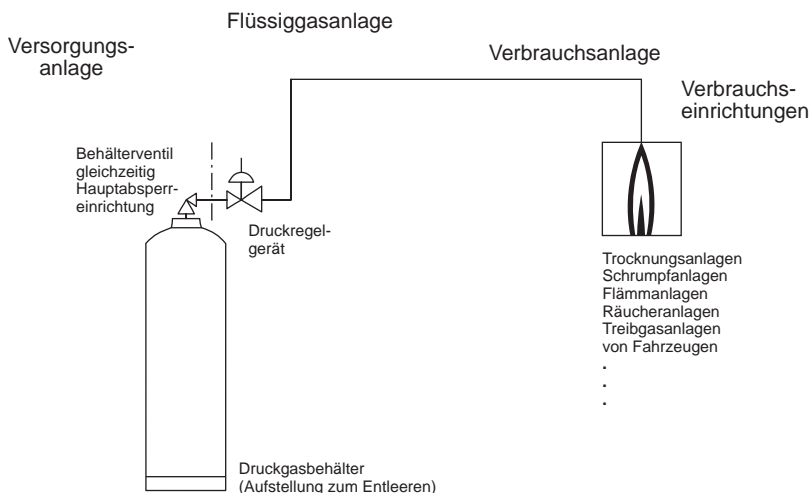 Flüssiggasanlage
Versorgungs-
anlage
Verbrauchsanlage
Verbrauchs-
einrichtungen
Behälterventil
gleichzeitig
Hauptabsperr-
einrichtung
Druckregel-
gerät
Trocknungsanlagen
Schrumpfanlagen
Flämmanlagen
Räucheranlagen
Treibgasanlagen
von Fahrzeugen
.
.
.
Druckgasbehälter
(Aufstellung zum Entleeren)